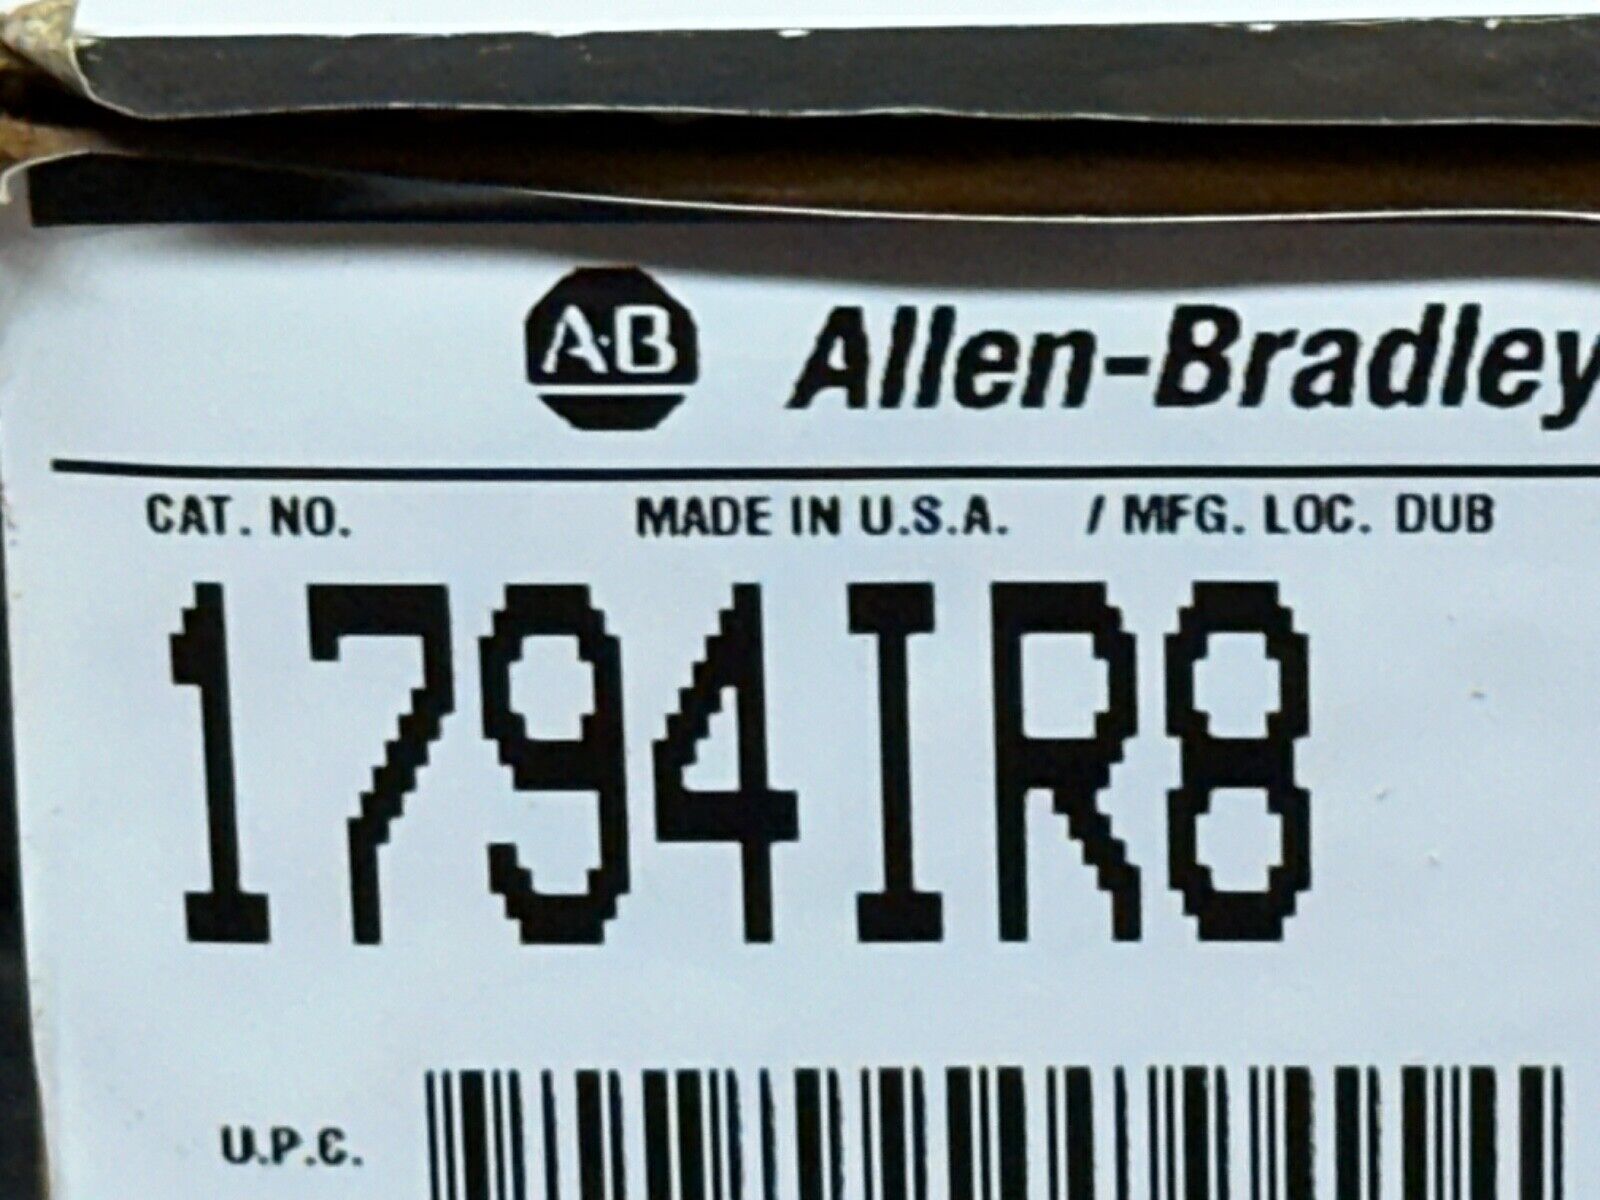 A-B Allen-Bradley
CAT. NO. MADE IN U.S.A. / MFG. LOC. DUB
1794IR8
U.P.C.